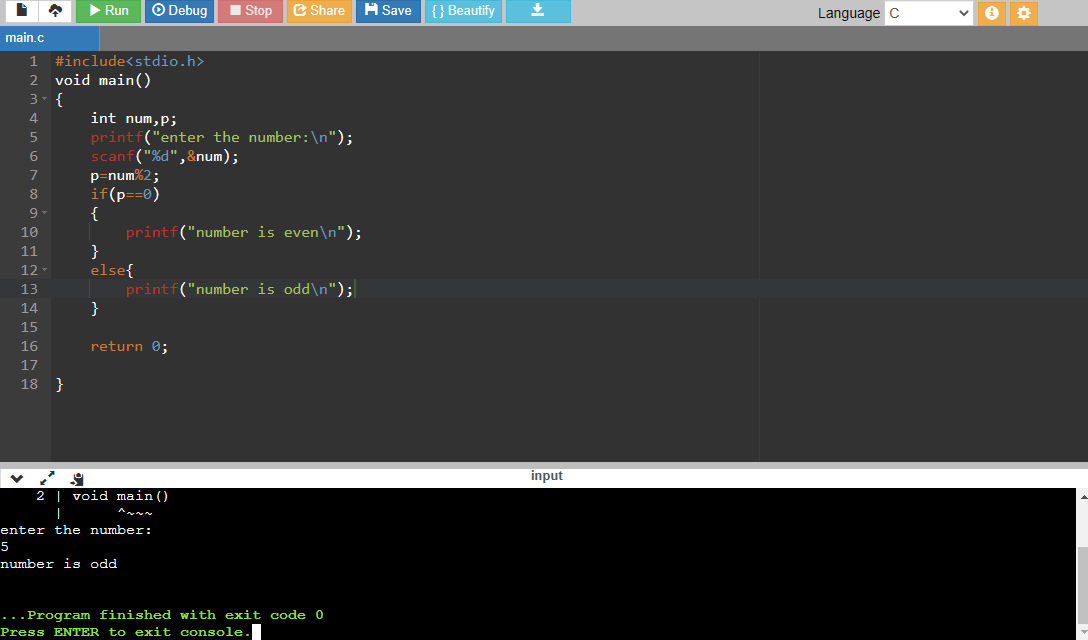 Run Debug Stop Share Save { } Beautify Language C
main.c
1 #include<stdio.h>
2 void main()
3 {
4     int num,p;
5     printf("enter the number:\n");
6     scanf("%d",&num);
7     p=num%2;
8     if(p==0)
9     {
10         printf("number is even\n");
11     }
12     else{
13         printf("number is odd\n");
14     }
15
16     return 0;
17
18 }
input
    2 | void main()
      |      ^~~~
enter the number:
5
number is odd
...Program finished with exit code 0
Press ENTER to exit console.